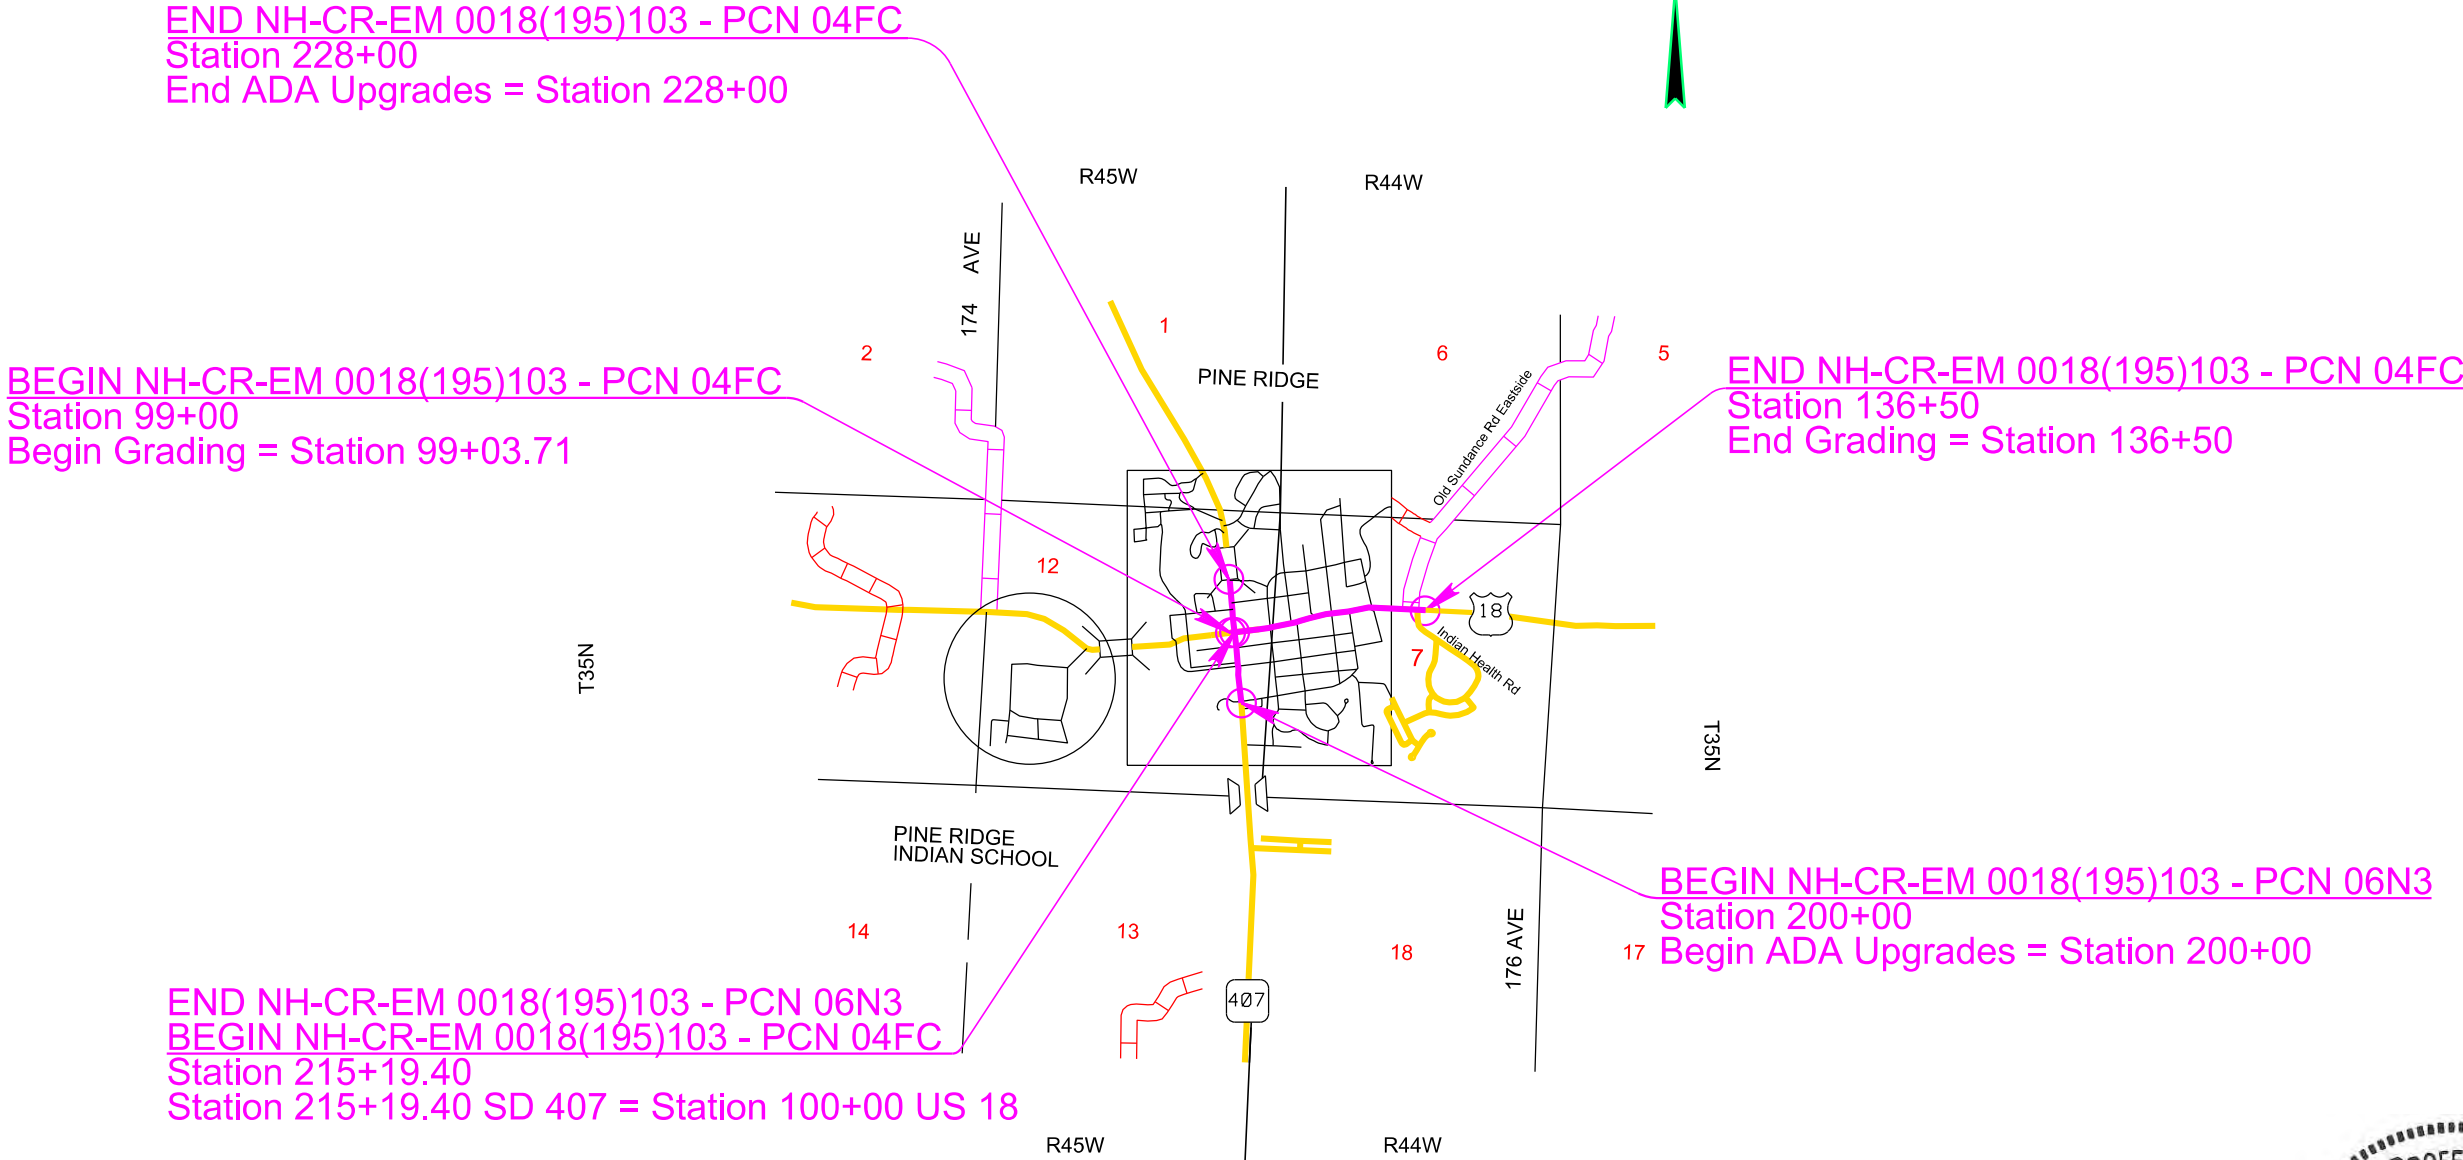 END NH-CR-EM 0018(195)103 - PCN 04FC
Station 228+00
End ADA Upgrades = Station 228+00
R45W
R44W
174 AVE
1
2
6
5
PINE RIDGE
Old Sundance Rd Eastside
BEGIN NH-CR-EM 0018(195)103 - PCN 04FC
Station 99+00
Begin Grading = Station 99+03.71
END NH-CR-EM 0018(195)103 - PCN 04FC
Station 136+50
End Grading = Station 136+50
12
18
Indian Health Rd
7
T35N
T35N
PINE RIDGE
INDIAN SCHOOL
14
13
18
176 AVE
17
BEGIN NH-CR-EM 0018(195)103 - PCN 06N3
Station 200+00
Begin ADA Upgrades = Station 200+00
407
END NH-CR-EM 0018(195)103 - PCN 06N3
BEGIN NH-CR-EM 0018(195)103 - PCN 04FC
Station 215+19.40
Station 215+19.40 SD 407 = Station 100+00 US 18
R45W
R44W